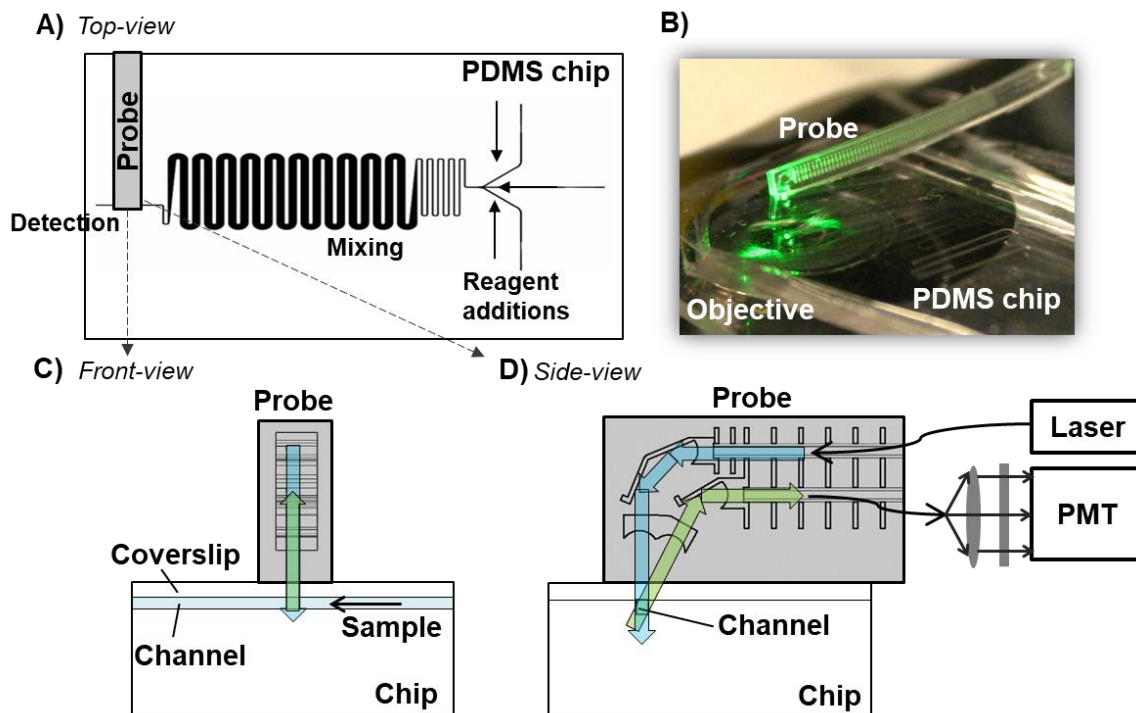 A) Top-view
Probe
PDMS chip
Detection
Mixing
Reagent
additions
B)
Probe
Objective
PDMS chip
C) Front-view
Probe
Coverslip
Channel
Sample
Chip
D) Side-view
Probe
Laser
PMT
Channel
Chip